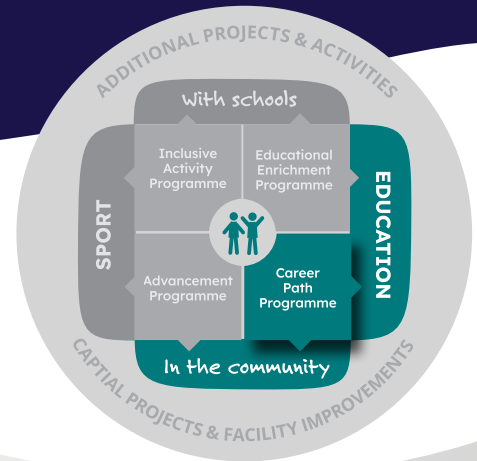 ADDITIONAL PROJECTS & ACTIVITIES
With schools
Inclusive
Activity
Programme
Educational
Enrichment
Programme
SPORT
EDUCATION
Advancement
Programme
Career
Path
Programme
In the community
CAPTIAL PROJECTS & FACILITY IMPROVEMENTS